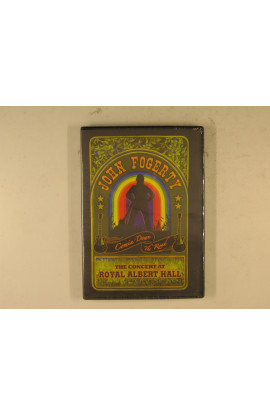 JOHN FOGERTY
Comin' Down
The Road
THE CONCERT AT
ROYAL ALBERT HALL